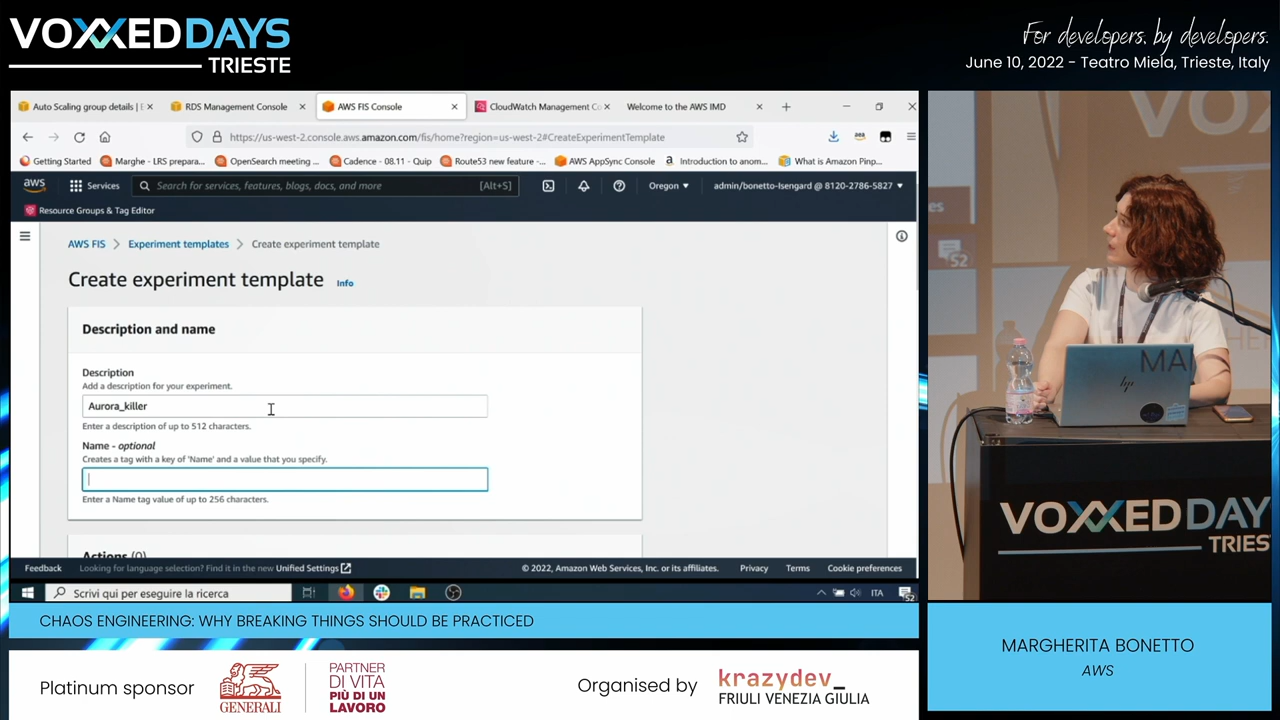 VOXXEDDAYS
TRIESTE
For developers, by developers.
June 10, 2022 - Teatro Miela, Trieste, Italy
Auto Scaling group details | E
RDS Management Console
AWS FIS Console
CloudWatch Management Co
Welcome to the AWS IMD
https://us-west-2.console.aws.amazon.com/fis/home?region=us-west-2#CreateExperimentTemplate
Getting Started
Marghe - LRS prepara...
OpenSearch meeting ...
Cadence - 08.11 - Quip
Route53 new feature -...
AWS AppSync Console
Introduction to anom...
What is Amazon Pinp...
aws
Services
Search for services, features, blogs, docs, and more
[Alt+S]
Oregon
admin/bonetto-Isengard @ 8120-2786-5827
Resource Groups & Tag Editor
AWS FIS
Experiment templates
Create experiment template
Create experiment template
Info
Description and name
Description
Add a description for your experiment.
Aurora_killer
Enter a description of up to 512 characters.
Name - optional
Creates a tag with a key of 'Name' and a value that you specify.
Enter a Name tag value of up to 256 characters.
Actions (0)
Feedback
Looking for language selection? Find it in the new Unified Settings
© 2022, Amazon Web Services, Inc. or its affiliates.
Privacy
Terms
Cookie preferences
Scrivi qui per eseguire la ricerca
ITA
52
VO
es
52
MA
hp
VOXXEDDAY
TRIES
CHAOS ENGINEERING: WHY BREAKING THINGS SHOULD BE PRACTICED
MARGHERITA BONETTO
AWS
Platinum sponsor
GENERALI
PARTNER
DI VITA
PIÙ DI UN
LAVORO
Organised by
krazydev_
FRIULI VENEZIA GIULIA